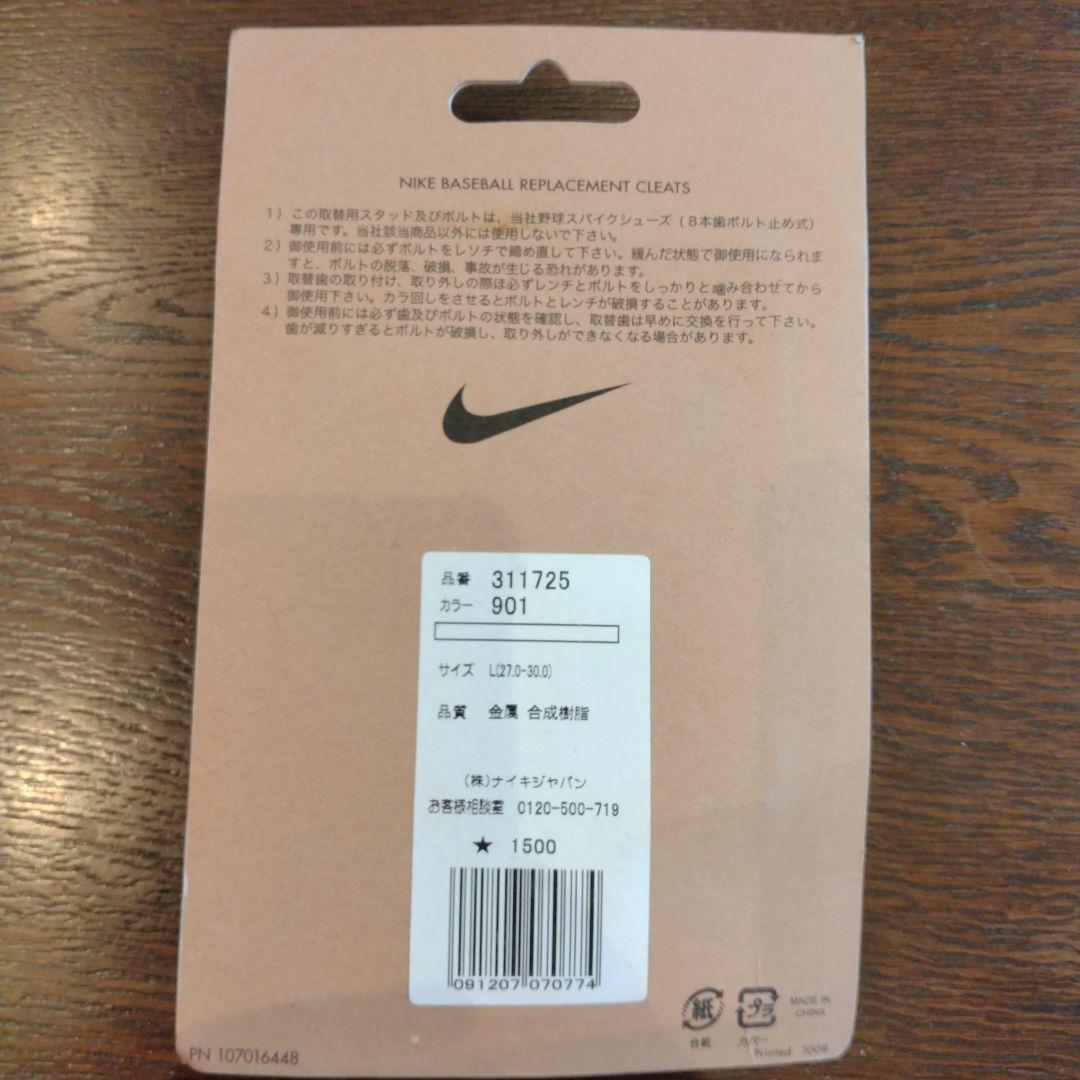 NIKE BASEBALL REPLACEMENT CLEATS
1）この取替用スタッド及びボルトは、当社野球スパイクシューズ（８本歯ボルト止め式）
専用です。当社該当商品以外には使用しないで下さい。
2）御使用前には必ずボルトをレソチで締め直して下さい。緩んだ状態で御使用になられま
すと、ボルトの脱落、破損、事故が生じる恐れがあります。
3）取替歯の取り付け、取り外しの際ほ必ずレンチとボルトをしっかりと噛み合わせてから
御使用下さい。カラ回しをさせるとボルトとレンチが破損することがあります。
4）御使用前には必ず歯及びボルトの状態を確認し、取替歯は早めに交換を行って下さい。
歯が減りすぎるとボルトが破損し、取り外しができなくなる場合があります。
品番 311725
カラー 901
サイズ L(27.0-30.0)
品質 金属 合成樹脂
(株)ナイキジャパン
お客様相談室 0120-500-719
★ 1500
091207 070774
紙
プラ
MADE IN
CHINA
台紙
カバー
Printed 1008
PN 107016448